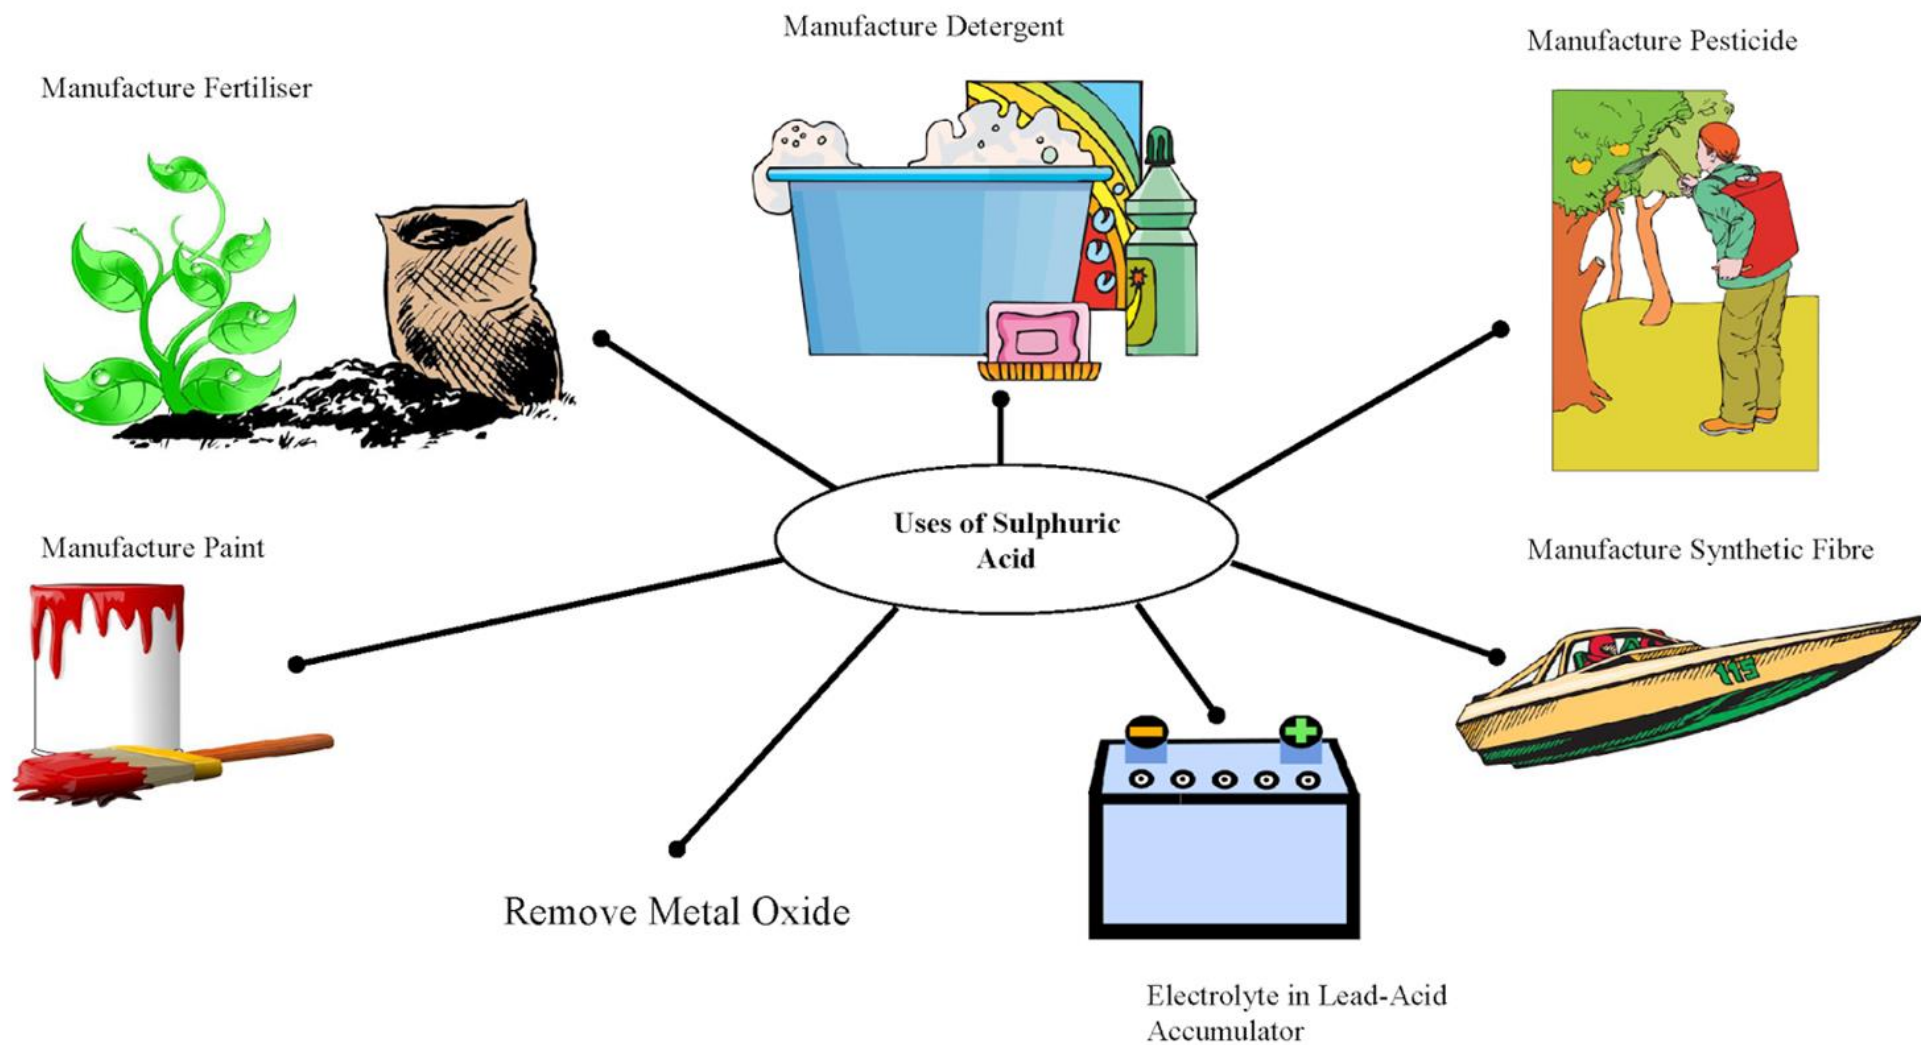 Manufacture Detergent
Manufacture Pesticide
Manufacture Fertiliser
Uses of Sulphuric
Acid
Manufacture Paint
Manufacture Synthetic Fibre
115
Remove Metal Oxide
Electrolyte in Lead-Acid
Accumulator